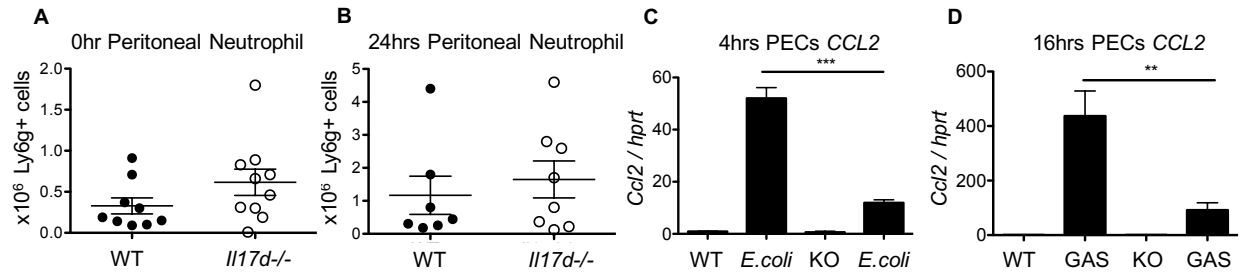 A
0hr Peritoneal Neutrophil
x10⁶ Ly6g+ cells
2.0
1.5
1.0
0.5
0.0
WT
Il17d-/-
B
24hrs Peritoneal Neutrophil
x10⁶ Ly6g+ cells
5
4
3
2
1
0
WT
Il17d-/-
C
4hrs PECs CCL2
Ccl2 / hprt
60
40
20
0
***
WT
E.coli
KO
E.coli
D
16hrs PECs CCL2
Ccl2 / hprt
600
400
200
0
**
WT
GAS
KO
GAS